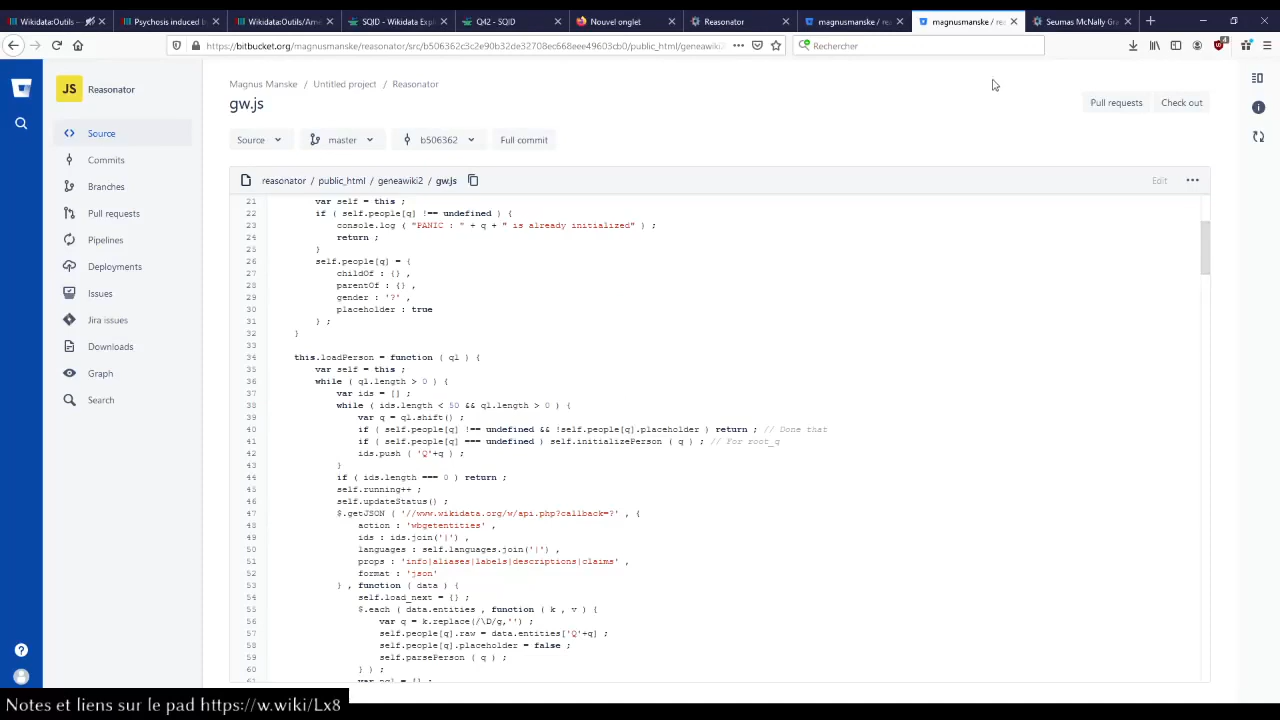 Wikidata:Outils –
Psychosis induced b
Wikidata:Outils/Ame
SQID - Wikidata Expl
Q42 - SQID
Nouvel onglet
Reasonator
magnusmanske / rea
magnusmanske / rea
Seumas McNally Gra
https://bitbucket.org/magnusmanske/reasonator/src/b506362c3c2e90b32de32708ec668eee49603cb0/public_html/geneawiki
Rechercher
JS
Reasonator
Source
Commits
Branches
Pull requests
Pipelines
Deployments
Issues
Jira issues
Downloads
Graph
Search
Magnus Manske / Untitled project / Reasonator
gw.js
Pull requests
Check out
Source
master
b506362
Full commit
reasonator / public_html / geneawiki2 / gw.js
Edit
21 var self = this ;
22 if ( self.people[q] !== undefined ) {
23 console.log ( "PANIC : " + q + " is already initialized" ) ;
24 return ;
25 }
26 self.people[q] = {
27 childOf : {} ,
28 parentOf : {} ,
29 gender : '?' ,
30 placeholder : true
31 } ;
32 }
33
34 this.loadPerson = function ( ql ) {
35 var self = this ;
36 while ( ql.length > 0 ) {
37 var ids = [] ;
38 while ( ids.length < 50 && ql.length > 0 ) {
39 var q = ql.shift() ;
40 if ( self.people[q] !== undefined && !self.people[q].placeholder ) return ; // Done that
41 if ( self.people[q] === undefined ) self.initializePerson ( q ) ; // For root_q
42 ids.push ( 'Q'+q ) ;
43 }
44 if ( ids.length === 0 ) return ;
45 self.running++ ;
46 self.updateStatus() ;
47 $.getJSON ( '//www.wikidata.org/w/api.php?callback=?' , {
48 action : 'wbgetentities' ,
49 ids : ids.join('|') ,
50 languages : self.languages.join('|') ,
51 props : 'info|aliases|labels|descriptions|claims' ,
52 format : 'json'
53 } , function ( data ) {
54 self.load_next = {} ;
55 $.each ( data.entities , function ( k , v ) {
56 var q = k.replace(/\D/g,'') ;
57 self.people[q].raw = data.entities['Q'+q] ;
58 self.people[q].placeholder = false ;
59 self.parsePerson ( q ) ;
60 } ) ;
Notes et liens sur le pad https://w.wiki/Lx8